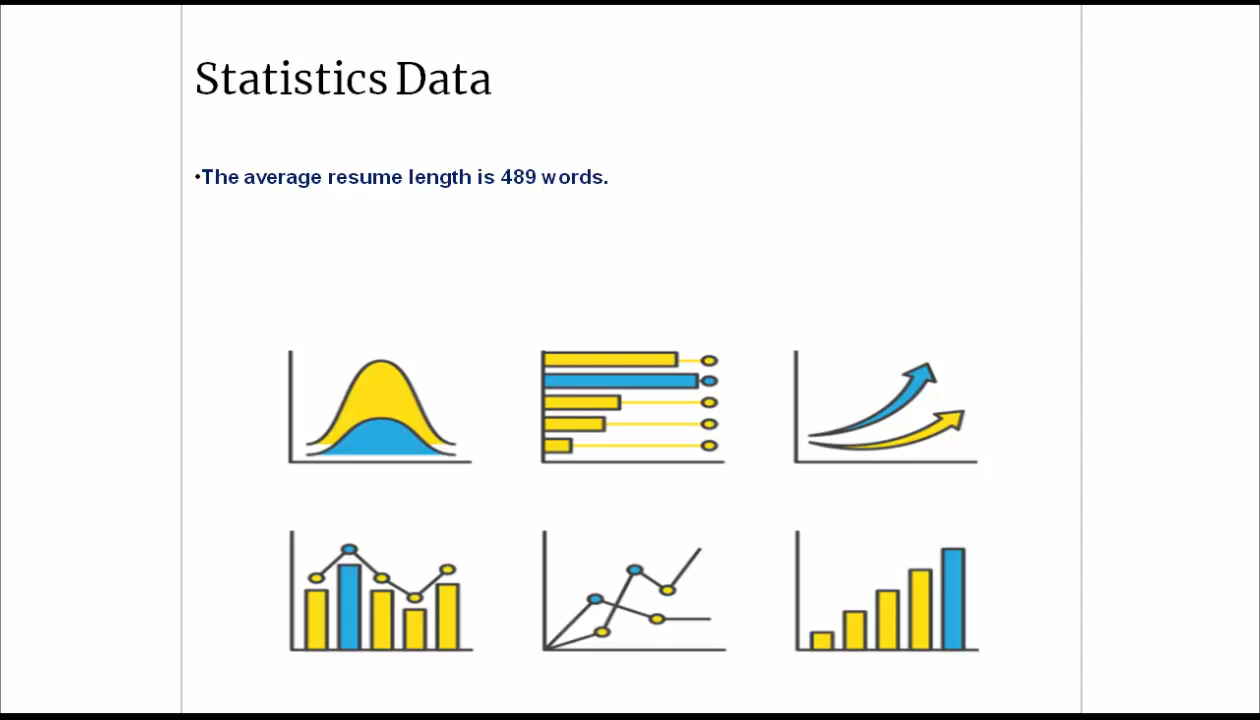 Statistics Data
•The average resume length is 489 words.